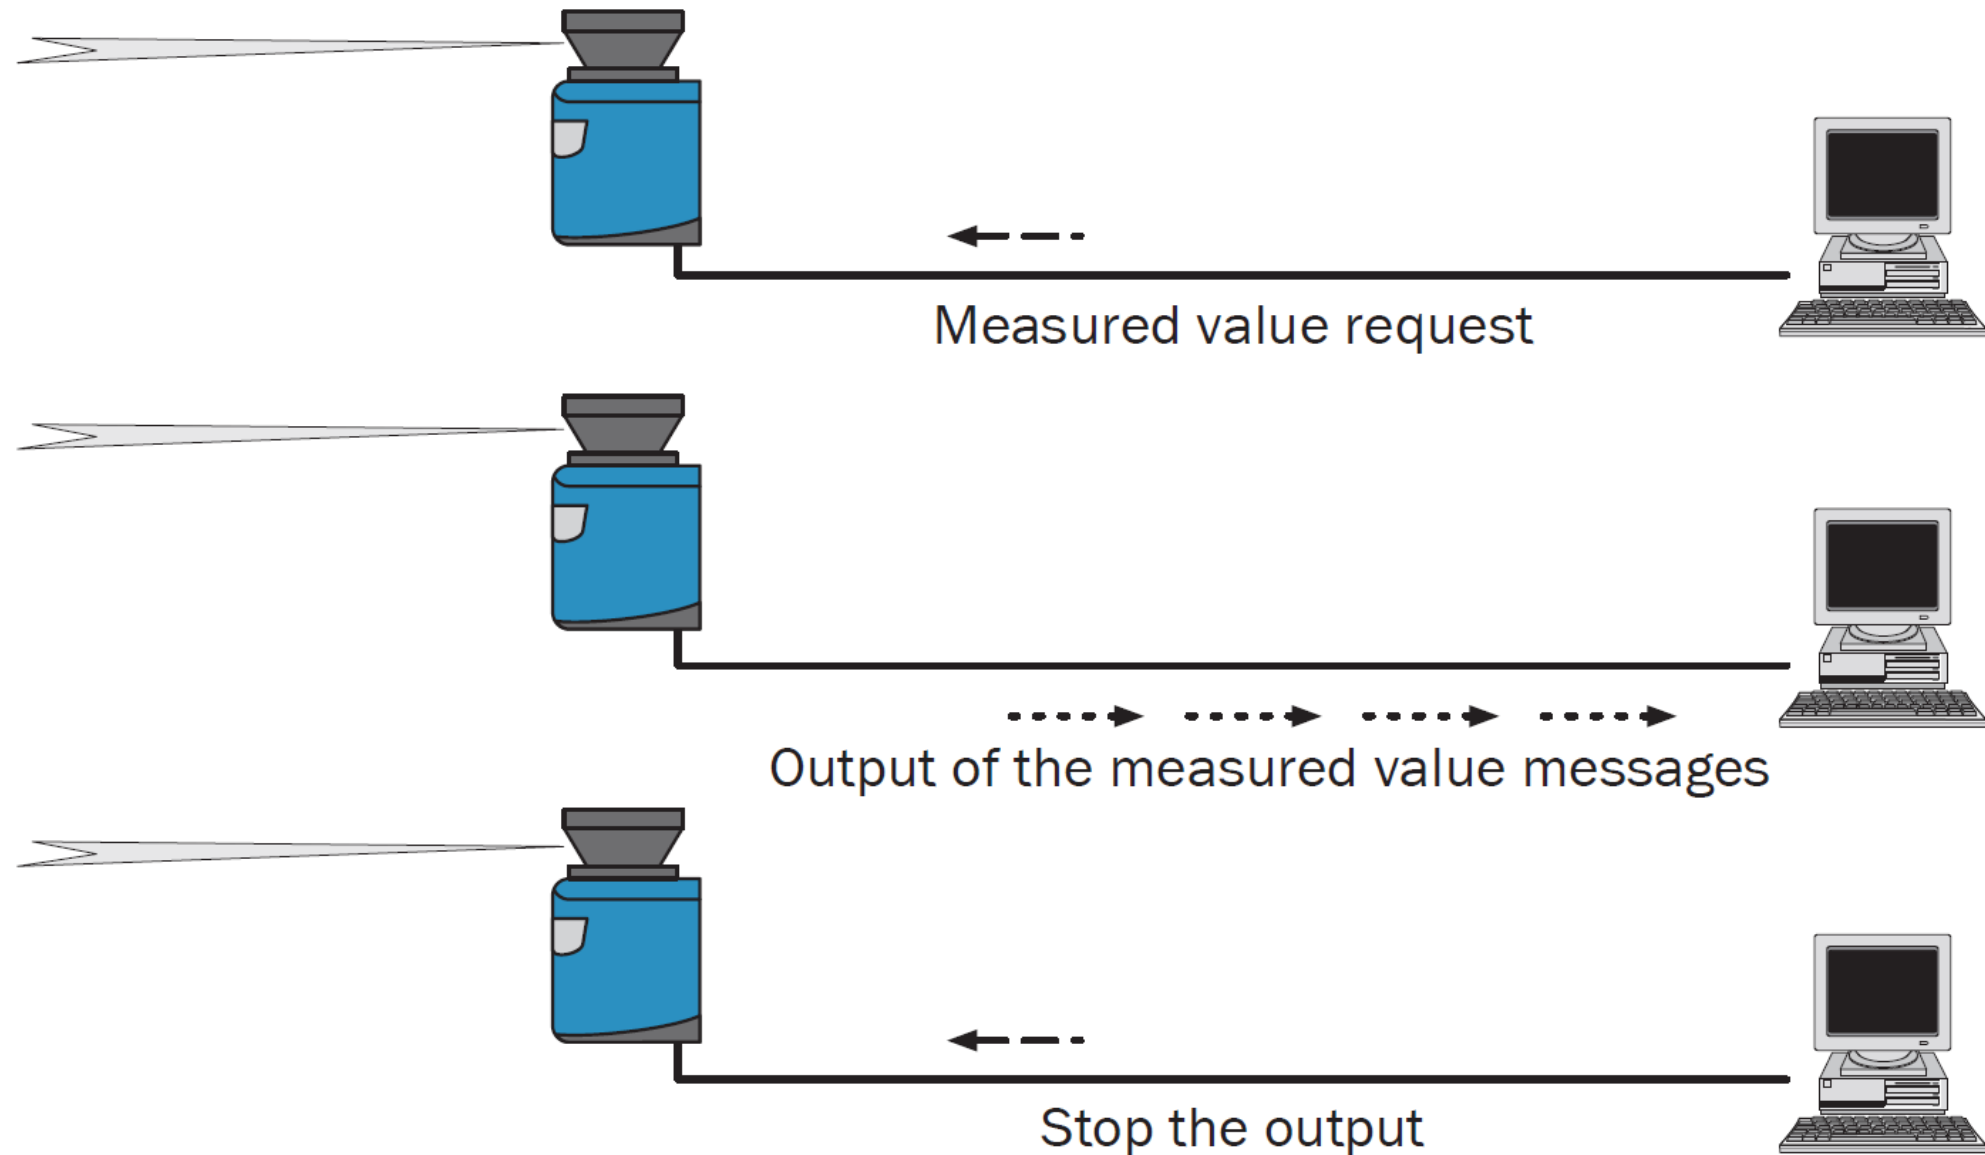 Measured value request
Output of the measured value messages
Stop the output